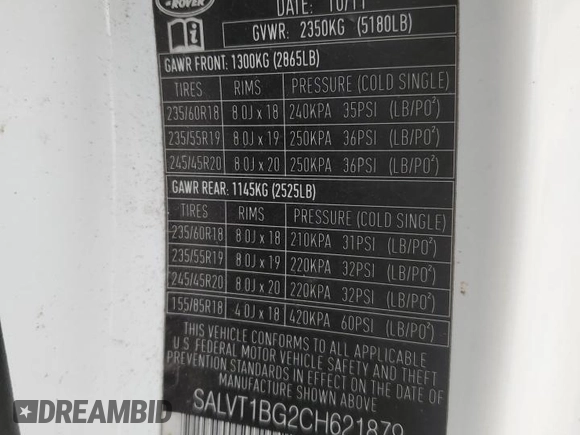 ROVER
DATE: 10/11
GVWR: 2350KG (5180LB)
GAWR FRONT: 1300KG (2865LB)
TIRES RIMS PRESSURE (COLD SINGLE)
235/60R18 8.0J x 18 240KPA 35PSI (LB/PO²)
235/55R19 8.0J x 19 250KPA 36PSI (LB/PO²)
245/45R20 8.0J x 20 250KPA 36PSI (LB/PO²)
GAWR REAR: 1145KG (2525LB)
TIRES RIMS PRESSURE (COLD SINGLE)
235/60R18 8.0J x 18 210KPA 31PSI (LB/PO²)
235/55R19 8.0J x 19 220KPA 32PSI (LB/PO²)
245/45R20 8.0J x 20 220KPA 32PSI (LB/PO²)
155/85R18 4.0J x 18 420KPA 60PSI (LB/PO²)
THIS VEHICLE CONFORMS TO ALL APPLICABLE
U.S FEDERAL MOTOR VEHICLE SAFETY AND
THEFT PREVENTION STANDARDS IN EFFECT ON
DATE OF MANUFACTURE SHOWN ABOVE
SALVT1BG2CH621879
DREAMBID.COM